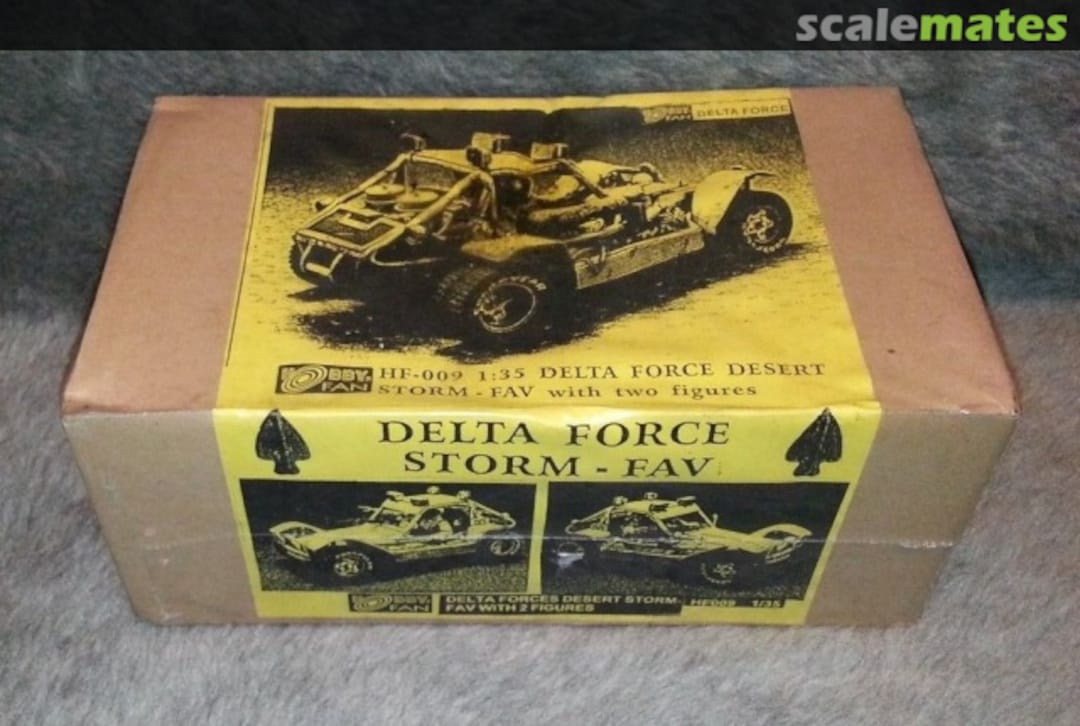 scalemates
HOBBY FAN DELTA FORCE
HOBBY FAN
HF-009 1:35 DELTA FORCE DESERT
STORM - FAV with two figures
DELTA FORCE
STORM - FAV
HOBBY FAN
DELTA FORCES DESERT STORM-
FAV WITH 2 FIGURES
HF009 1/35